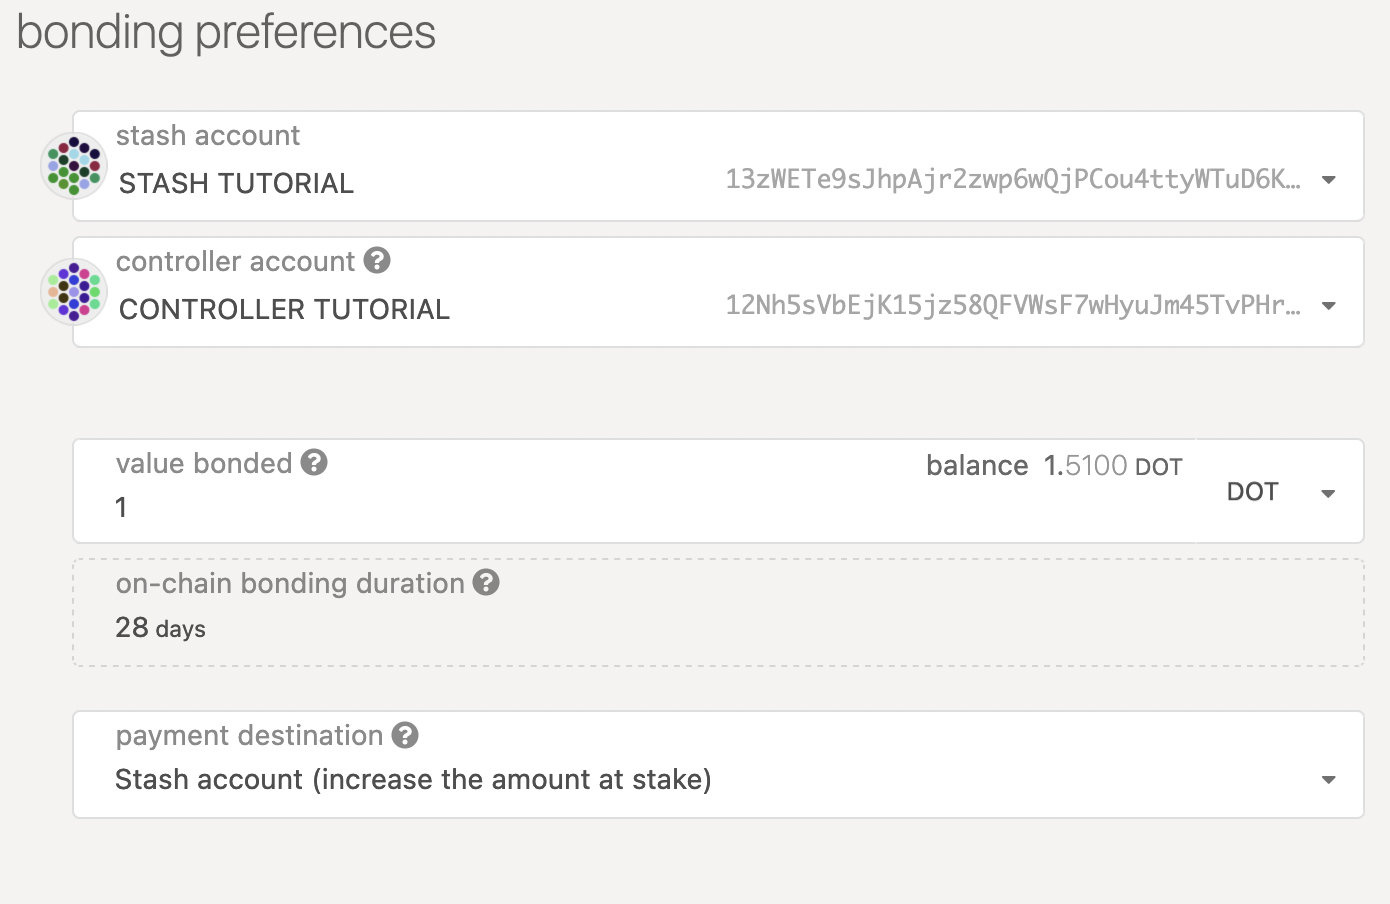 bonding preferences
stash account
STASH TUTORIAL 13zWETe9sJhpAjr2zwp6wQjPCou4ttyWTuD6K…
controller account ?
CONTROLLER TUTORIAL 12Nh5sVbEjK15jz58QFVWsF7wHyuJm45TvPHr…
value bonded ? balance 1.5100 DOT
1 DOT
on-chain bonding duration ?
28 days
payment destination ?
Stash account (increase the amount at stake)